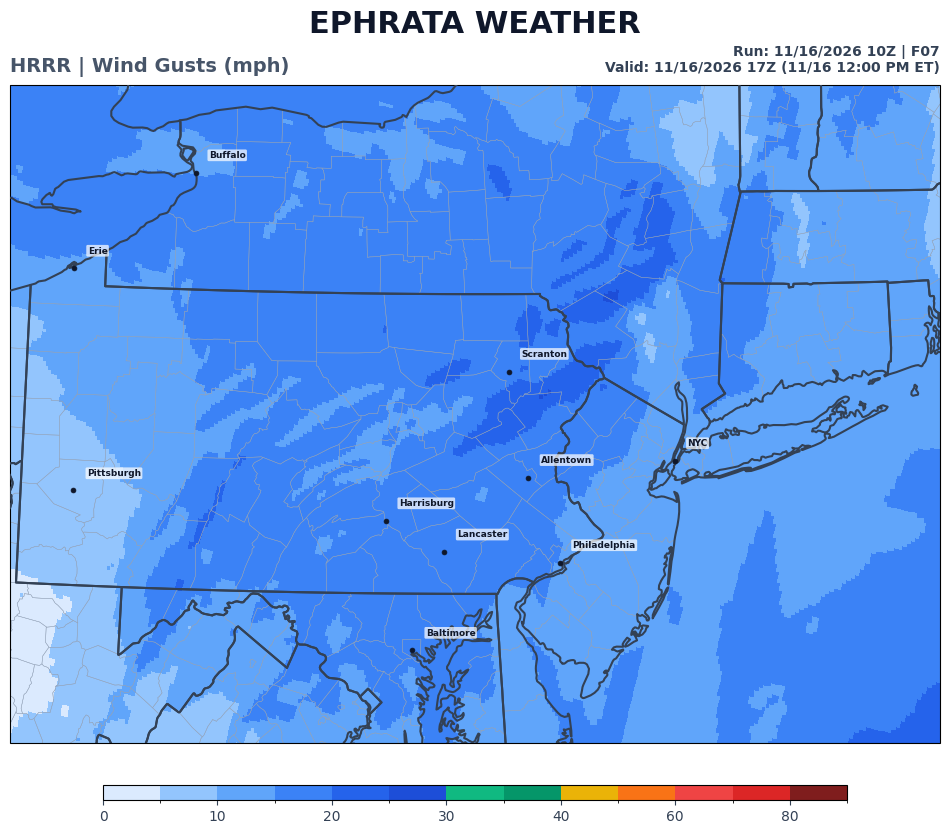 EPHRATA WEATHER
HRRR | Wind Gusts (mph)
Run: 11/16/2026 10Z | F07
Valid: 11/16/2026 17Z (11/16 12:00 PM ET)
Buffalo
Erie
Scranton
NYC
Allentown
Pittsburgh
Harrisburg
Lancaster
Philadelphia
Baltimore
0 10 20 30 40 60 80